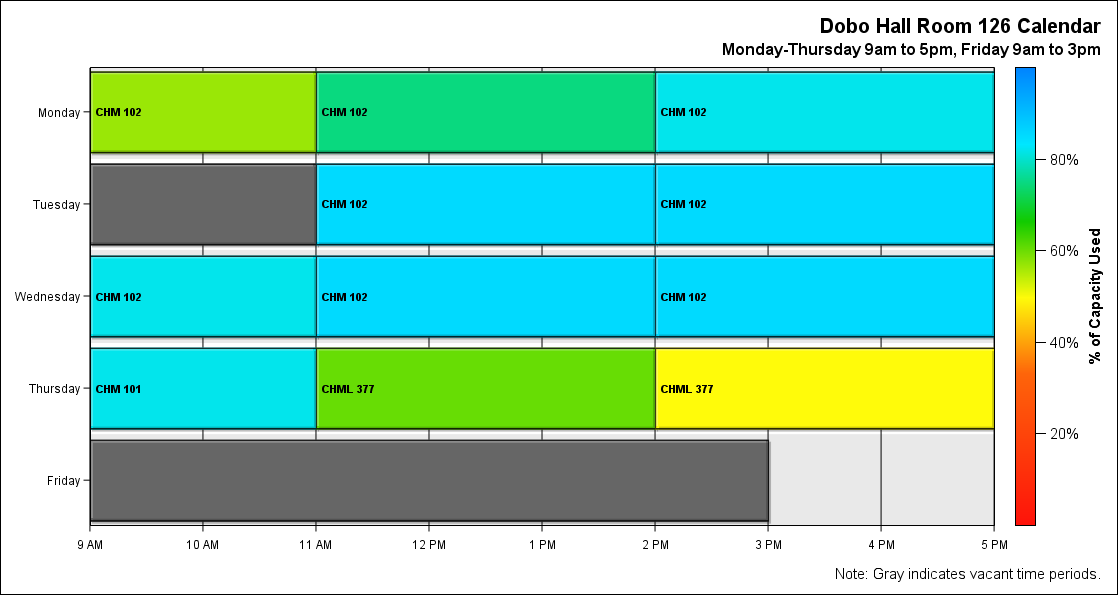 Dobo Hall Room 126 Calendar
Monday-Thursday 9am to 5pm, Friday 9am to 3pm
Monday
CHM 102
CHM 102
CHM 102
Tuesday
CHM 102
CHM 102
Wednesday
CHM 102
CHM 102
CHM 102
Thursday
CHM 101
CHML 377
CHML 377
Friday
9 AM
10 AM
11 AM
12 PM
1 PM
2 PM
3 PM
4 PM
5 PM
80%
60%
40%
20%
% of Capacity Used
Note: Gray indicates vacant time periods.